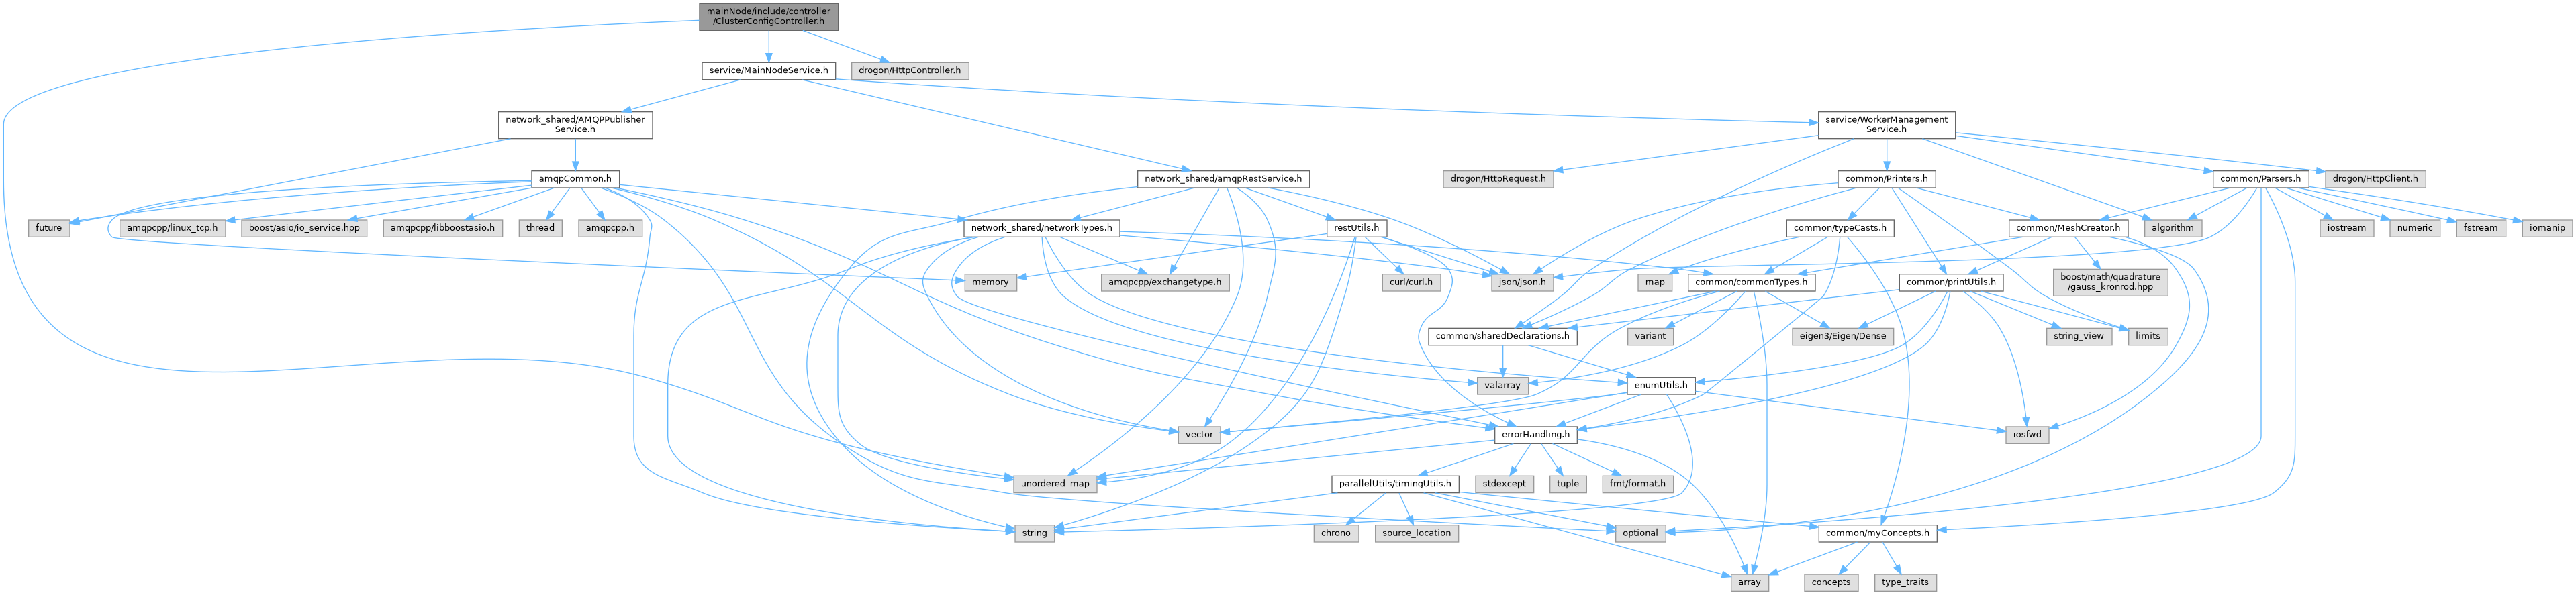 mainNode/include/controller
/ClusterConfigController.h
service/MainNodeService.h
drogon/HttpController.h
network_shared/AMQPPublisher
Service.h
service/WorkerManagement
Service.h
amqpCommon.h
network_shared/amqpRestService.h
drogon/HttpRequest.h
common/Printers.h
common/Parsers.h
drogon/HttpClient.h
future
amqpcpp/linux_tcp.h
boost/asio/io_service.hpp
amqpcpp/libboostasio.h
thread
amqpcpp.h
network_shared/networkTypes.h
restUtils.h
common/typeCasts.h
common/MeshCreator.h
algorithm
iostream
numeric
fstream
iomanip
memory
amqpcpp/exchangetype.h
curl/curl.h
json/json.h
map
common/commonTypes.h
common/printUtils.h
boost/math/quadrature
/gauss_kronrod.hpp
common/sharedDeclarations.h
variant
eigen3/Eigen/Dense
string_view
limits
valarray
enumUtils.h
vector
errorHandling.h
iosfwd
unordered_map
parallelUtils/timingUtils.h
stdexcept
tuple
fmt/format.h
string
chrono
source_location
optional
common/myConcepts.h
array
concepts
type_traits